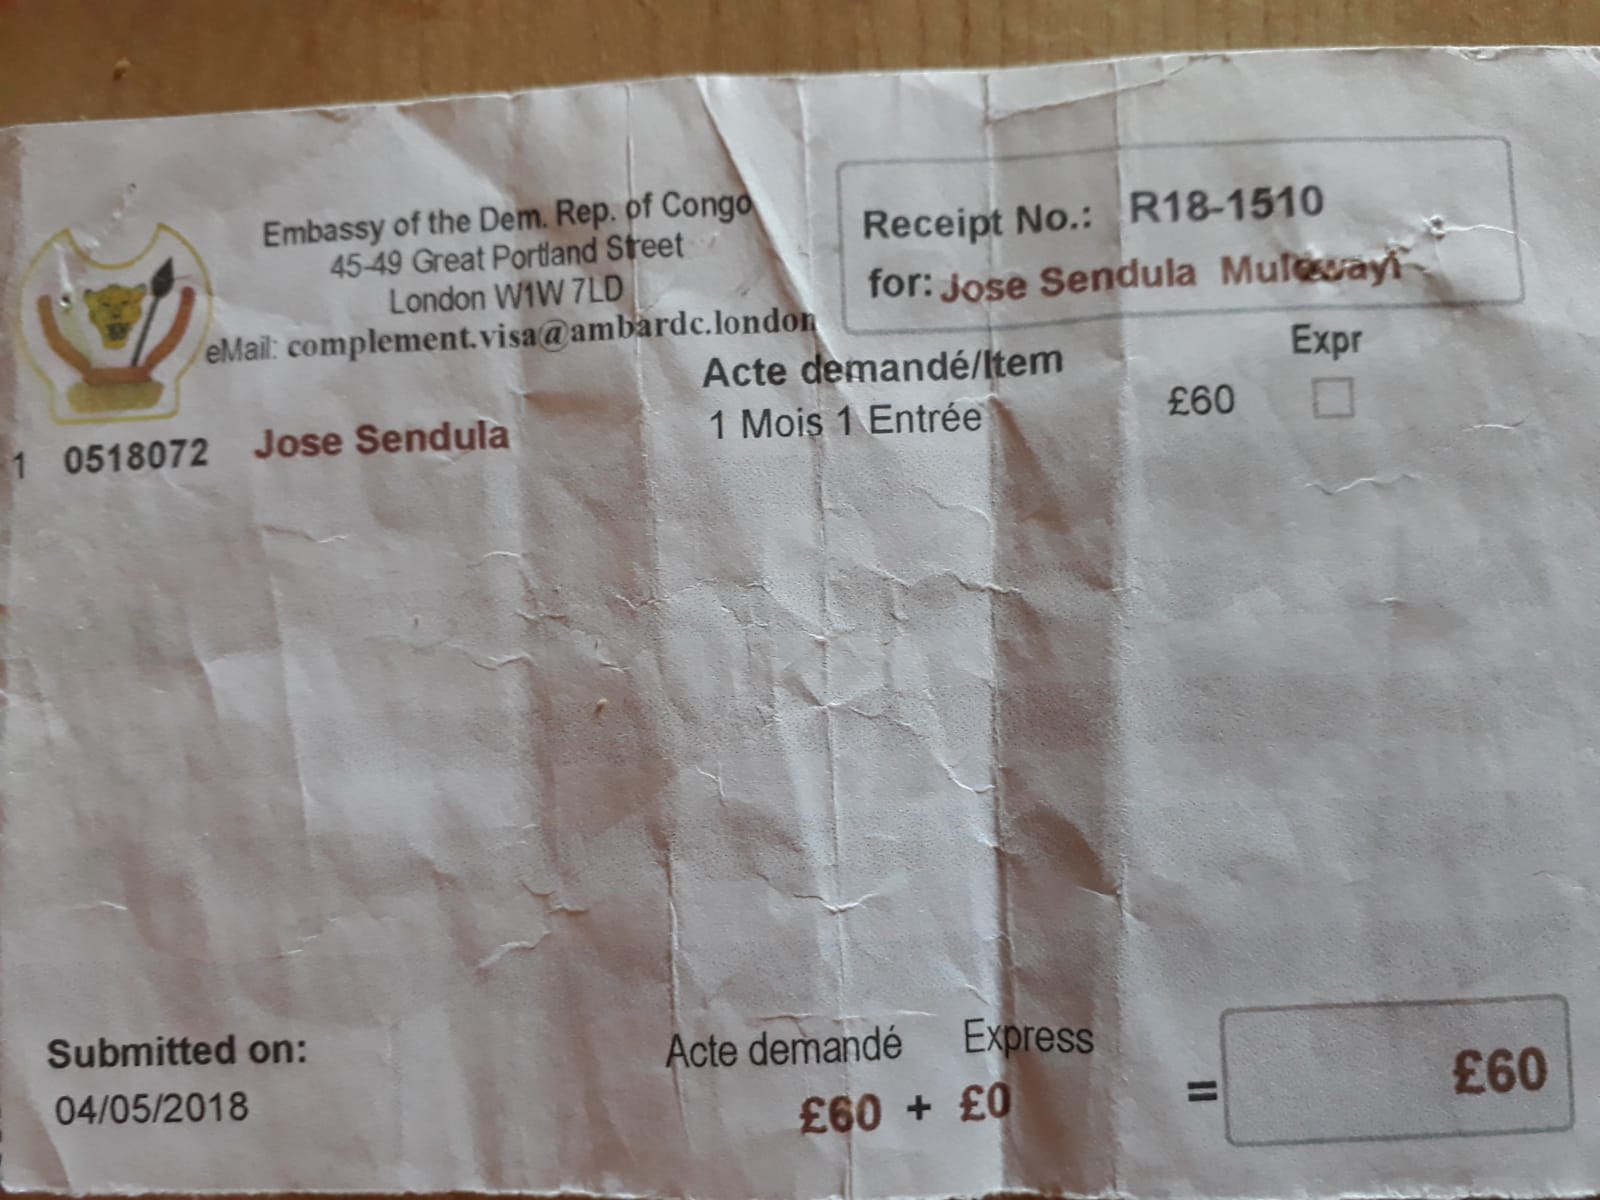 Embassy of the Dem. Rep. of Congo
45-49 Great Portland Street
London W1W 7LD
eMail: complement.visa@ambardc.london
Receipt No.: R18-1510
for: Jose Sendula
Acte demandé/Item
Expr
1 0518072 Jose Sendula 1 Mois 1 Entrée £60
Submitted on:
04/05/2018
Acte demandé Express
£60 + £0 = £60